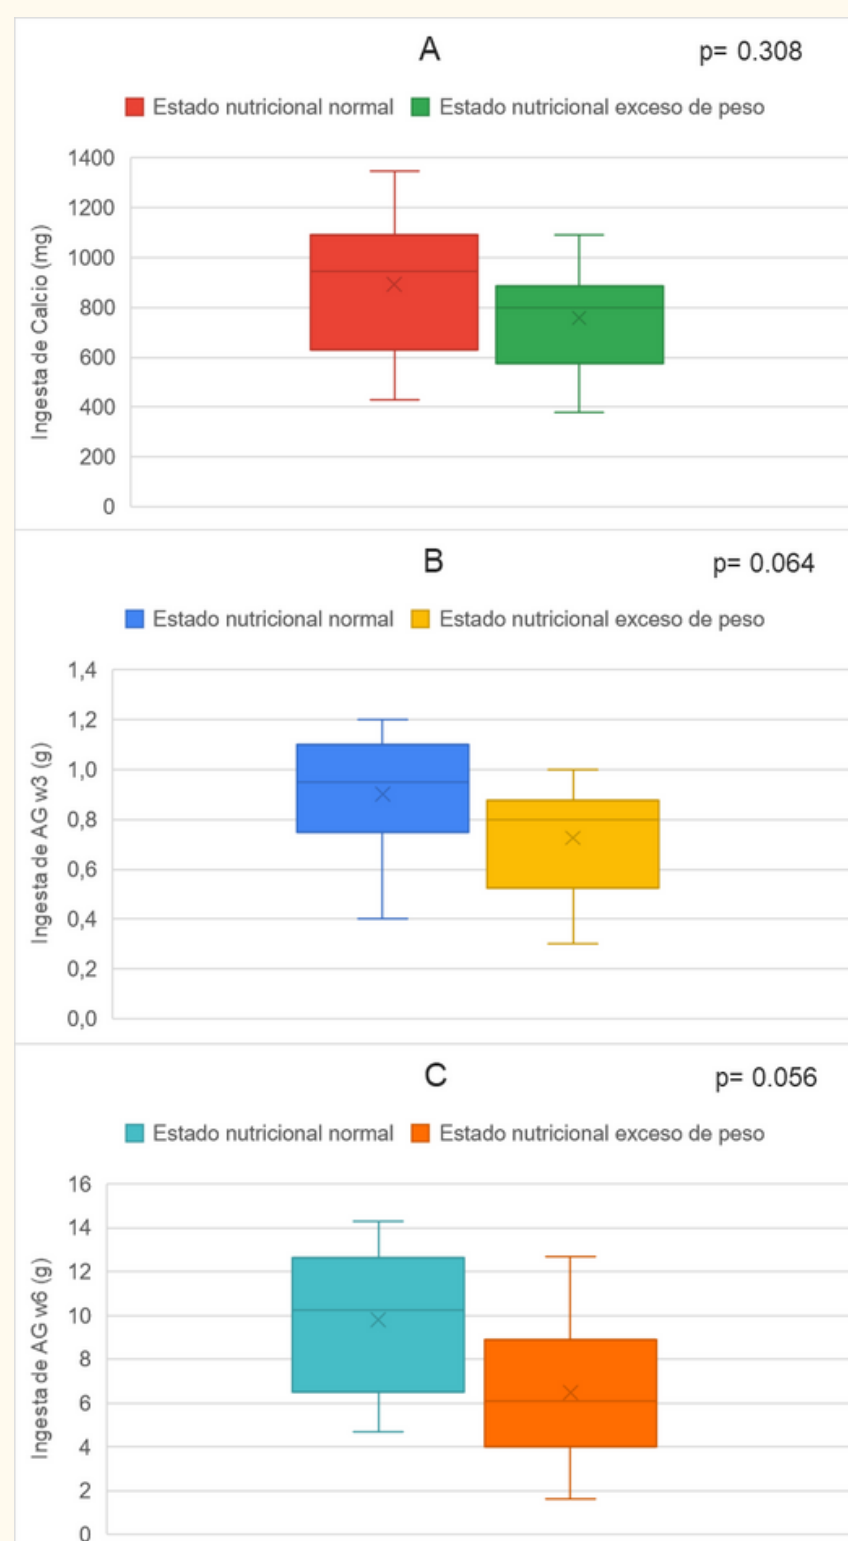 A
p= 0.308
Estado nutricional normal Estado nutricional exceso de peso
Ingesta de Calcio (mg)
1400
1200
1000
800
600
400
200
0
B
p= 0.064
Estado nutricional normal Estado nutricional exceso de peso
Ingesta de AG w3 (g)
1,4
1,2
1,0
0,8
0,6
0,4
0,2
0,0
C
p= 0.056
Estado nutricional normal Estado nutricional exceso de peso
Ingesta de AG w6 (g)
16
14
12
10
8
6
4
2
0